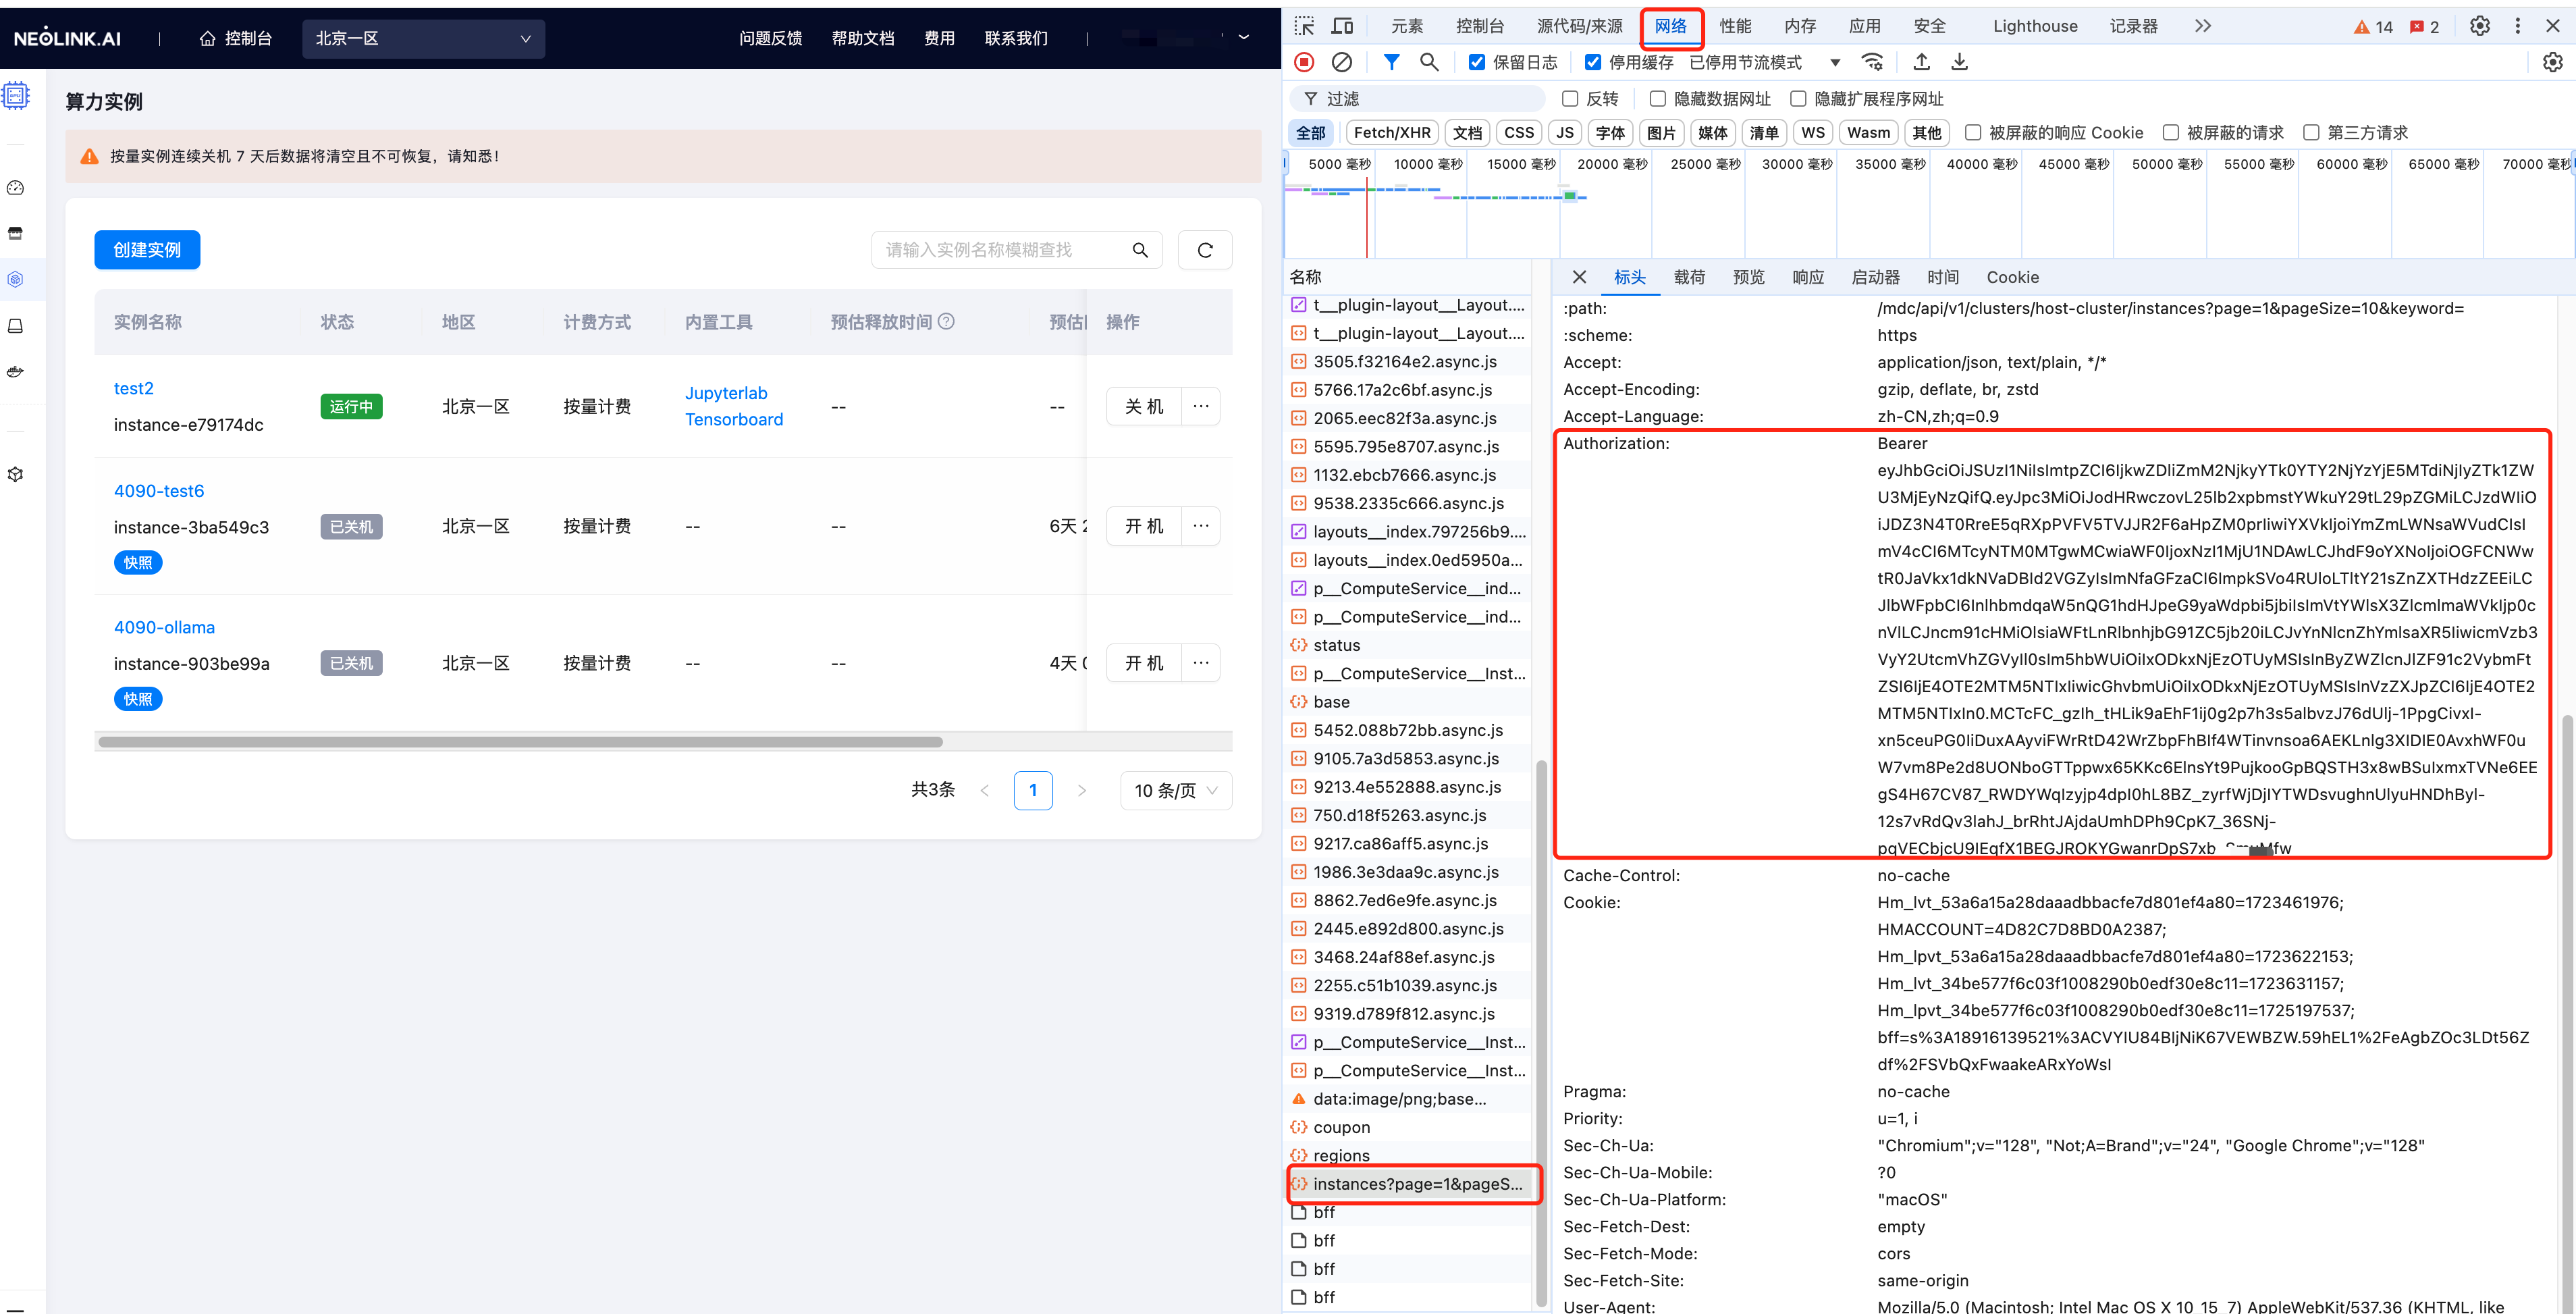 NEOLINK.AI
控制台
北京一区
问题反馈
帮助文档
费用
联系我们
算力实例
按量实例连续关机 7 天后数据将清空且不可恢复，请知悉！
创建实例
请输入实例名称模糊查找
实例名称 状态 地区 计费方式 内置工具 预估释放时间 操作
test2
instance-e79174dc
运行中 北京一区 按量计费
Jupyterlab
Tensorboard
-- --
关 机 ···
4090-test6
instance-3ba549c3
快照
已关机 北京一区 按量计费 -- -- 6天
开 机 ···
4090-ollama
instance-903be99a
快照
已关机 北京一区 按量计费 -- -- 4天
开 机 ···
共3条 < 1 > 10 条/页
元素 控制台 源代码/来源 网络 性能 内存 应用 安全 Lighthouse 记录器 14 2
保留日志 停用缓存 已停用节流模式
过滤 反转 隐藏数据网址 隐藏扩展程序网址
全部 Fetch/XHR 文档 CSS JS 字体 图片 媒体 清单 WS Wasm 其他 被屏蔽的响应 Cookie 被屏蔽的请求 第三方请求
5000 毫秒 10000 毫秒 15000 毫秒 20000 毫秒 25000 毫秒 30000 毫秒 35000 毫秒 40000 毫秒 45000 毫秒 50000 毫秒 55000 毫秒 60000 毫秒 65000 毫秒 70000 毫秒
名称
t__plugin-layout__Layout....
t__plugin-layout__Layout....
3505.f32164e2.async.js
5766.17a2c6bf.async.js
2065.eec82f3a.async.js
5595.795e8707.async.js
1132.ebcb7666.async.js
9538.2335c666.async.js
layouts__index.797256b9....
layouts__index.0ed5950a...
p__ComputeService__ind...
p__ComputeService__ind...
status
p__ComputeService__Inst...
base
5452.088b72bb.async.js
9105.7a3d5853.async.js
9213.4e552888.async.js
750.d18f5263.async.js
9217.ca86aff5.async.js
1986.3e3daa9c.async.js
8862.7ed6e9fe.async.js
2445.e892d800.async.js
3468.24af88ef.async.js
2255.c51b1039.async.js
9319.d789f812.async.js
p__ComputeService__Inst...
p__ComputeService__Inst...
data:image/png;base...
coupon
regions
instances?page=1&pageS...
bff
bff
bff
bff
标头 载荷 预览 响应 启动器 时间 Cookie
:path: /mdc/api/v1/clusters/host-cluster/instances?page=1&pageSize=10&keyword=
:scheme: https
Accept: application/json, text/plain, */*
Accept-Encoding: gzip, deflate, br, zstd
Accept-Language: zh-CN,zh;q=0.9
Authorization: Bearer
Cache-Control: no-cache
Cookie: Hm_lvt_53a6a15a28daaadbbacfe7d801ef4a80=1723461976;
HMACCOUNT=4D82C7D8BD0A2387;
Hm_lpvt_53a6a15a28daaadbbacfe7d801ef4a80=1723622153;
Hm_lvt_34be577f6c03f1008290b0edf30e8c11=1723631157;
Hm_lpvt_34be577f6c03f1008290b0edf30e8c11=1725197537;
Pragma: no-cache
Priority: u=1, i
Sec-Ch-Ua: "Chromium";v="128", "Not;A=Brand";v="24", "Google Chrome";v="128"
Sec-Ch-Ua-Mobile: ?0
Sec-Ch-Ua-Platform: "macOS"
Sec-Fetch-Dest: empty
Sec-Fetch-Mode: cors
Sec-Fetch-Site: same-origin
User-Agent: Mozilla/5.0 (Macintosh; Intel Mac OS X 10_15_7) AppleWebKit/537.36 (KHTML, like